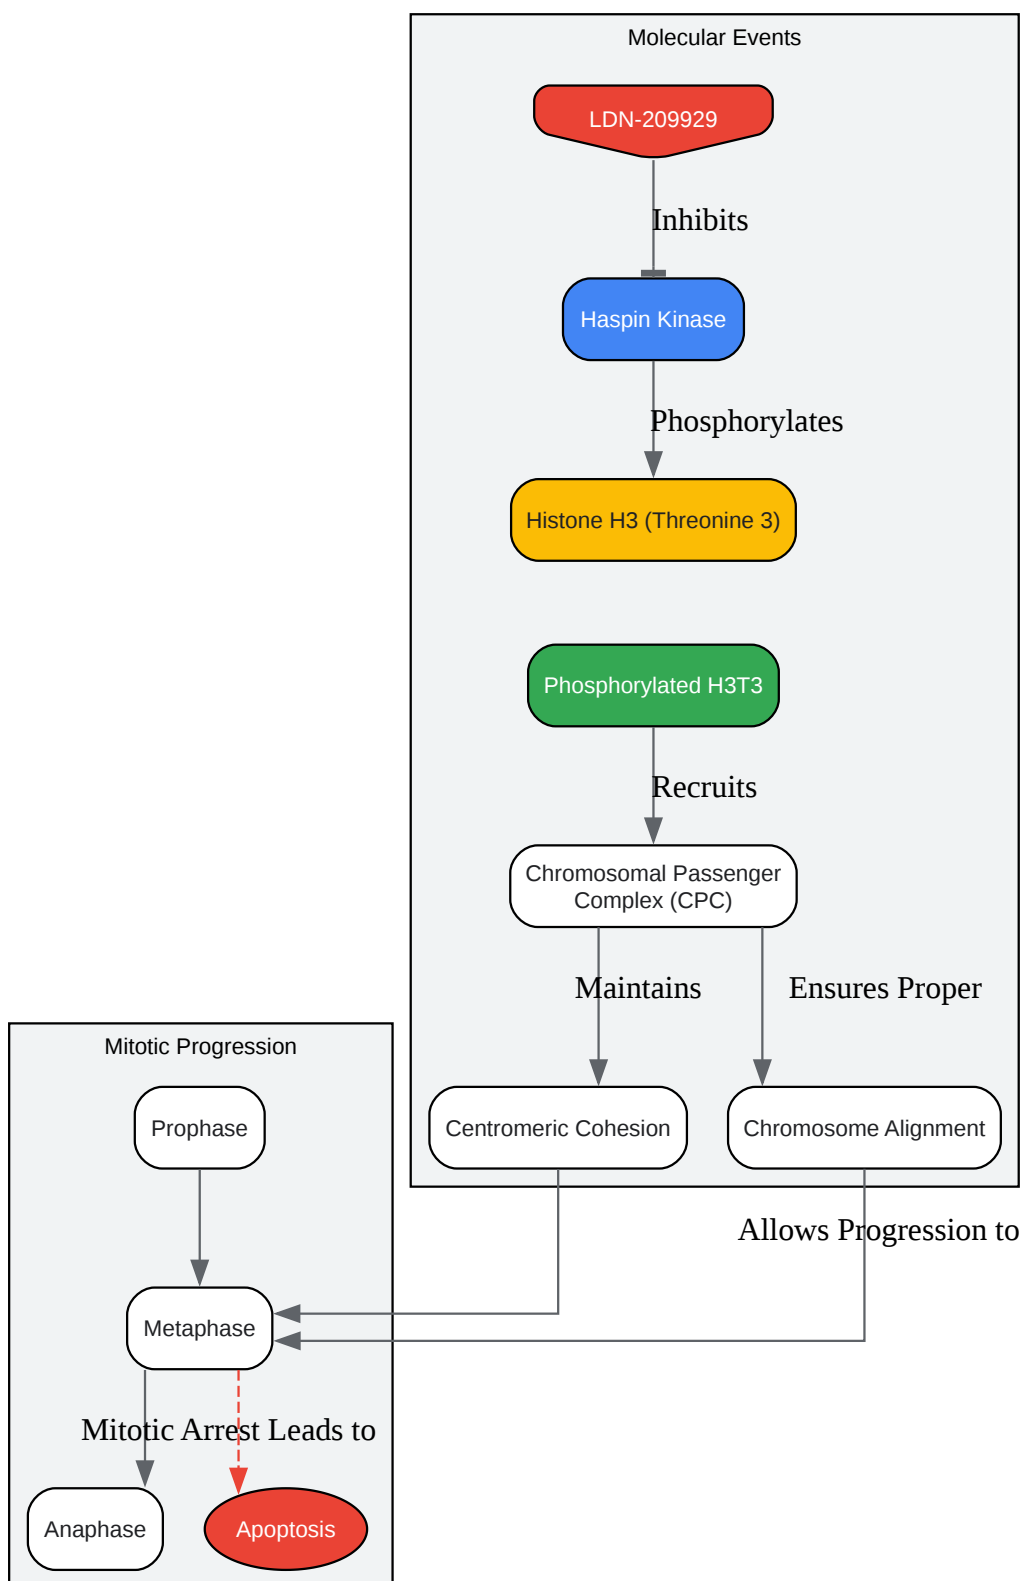 Molecular Events
LDN-209929
Inhibits
Haspin Kinase
Phosphorylates
Histone H3 (Threonine 3)
Phosphorylated H3T3
Recruits
Chromosomal Passenger
Complex (CPC)
Maintains
Ensures Proper
Mitotic Progression
Prophase
Centromeric Cohesion
Chromosome Alignment
Allows Progression to
Metaphase
Mitotic Arrest Leads to
Anaphase
Apoptosis